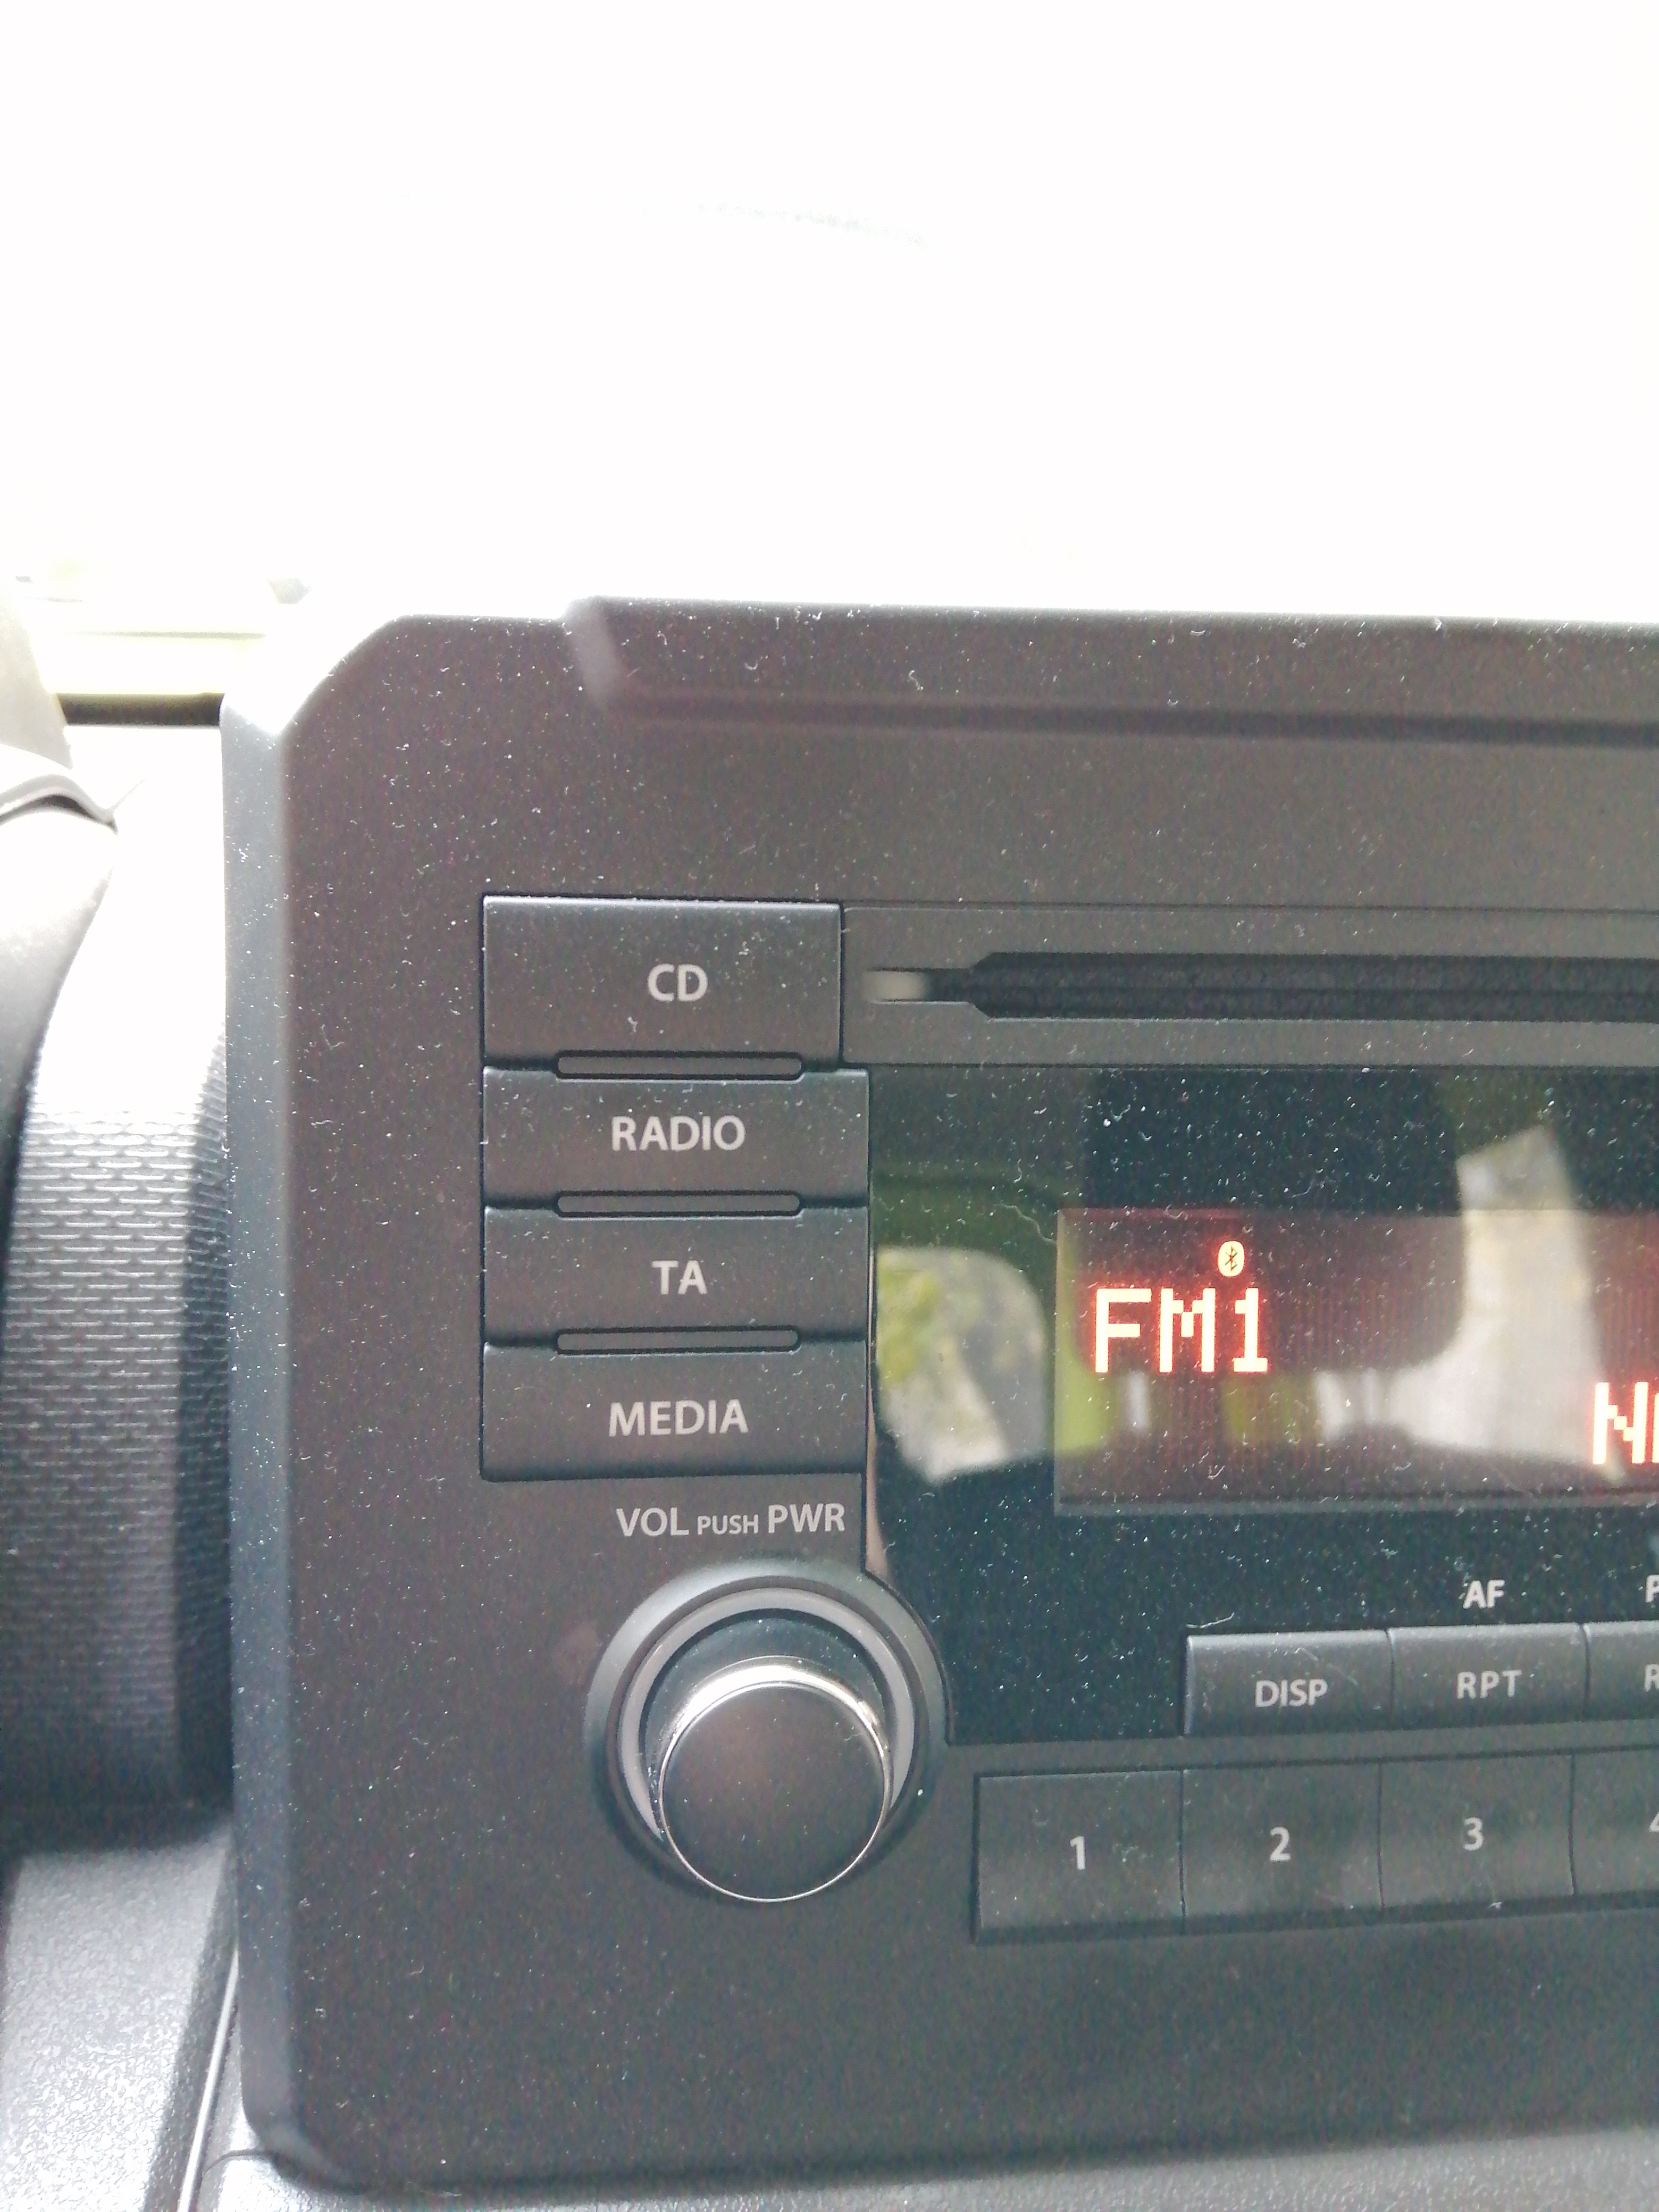 CD
RADIO
TA
MEDIA
FM1
VOL PUSH PWR
AF
DISP RPT
1 2 3